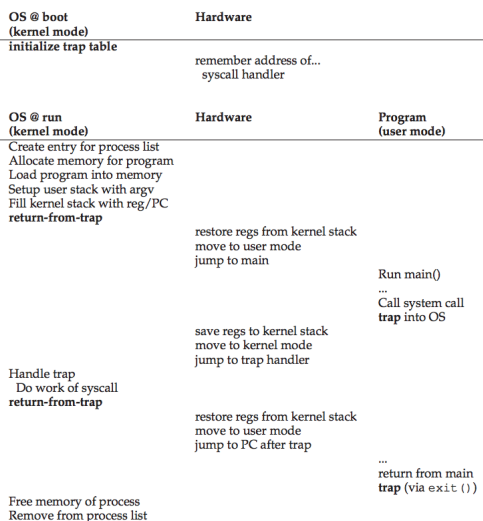 OS @ boot Hardware
(kernel mode)
initialize trap table
remember address of...
syscall handler
OS @ run Hardware Program
(kernel mode) (user mode)
Create entry for process list
Allocate memory for program
Load program into memory
Setup user stack with argv
Fill kernel stack with reg/PC
return-from-trap
restore regs from kernel stack
move to user mode
jump to main
Run main()
...
Call system call
trap into OS
save regs to kernel stack
move to kernel mode
jump to trap handler
Handle trap
Do work of syscall
return-from-trap
restore regs from kernel stack
move to user mode
jump to PC after trap
...
return from main
trap (via exit())
Free memory of process
Remove from process list